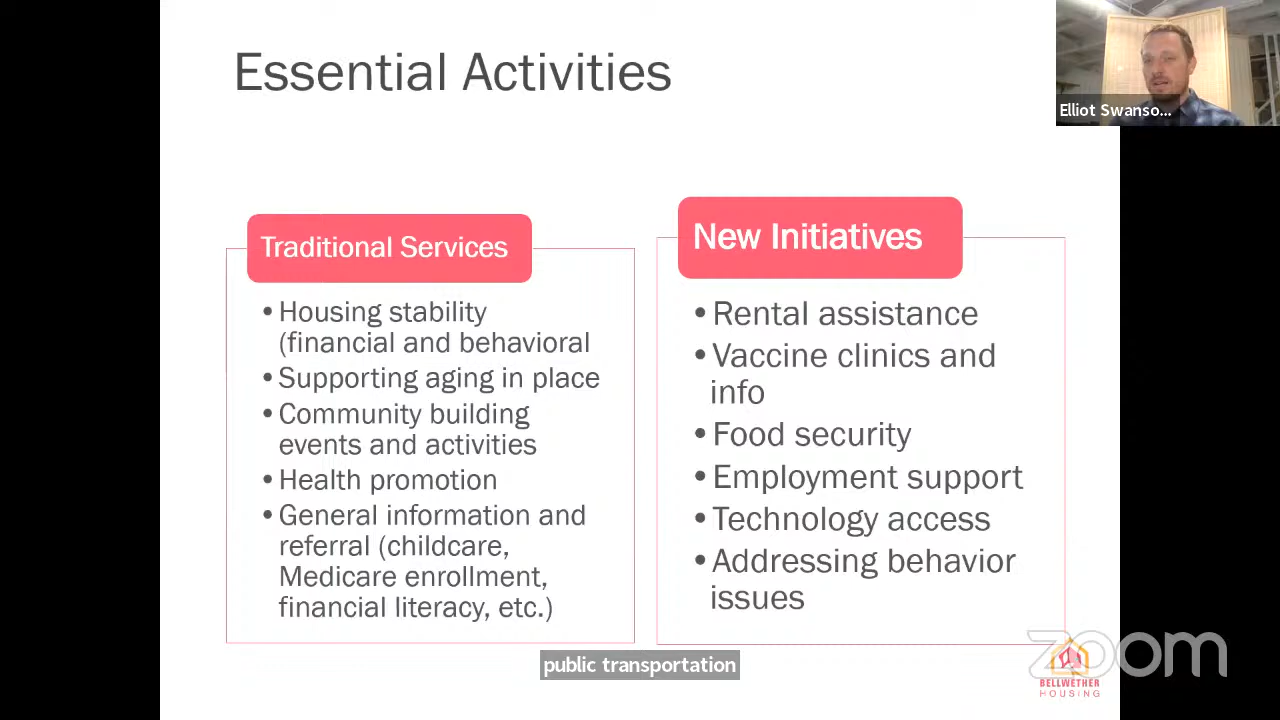 Essential Activities
Elliot Swanso...
Traditional Services
• Housing stability
(financial and behavioral
• Supporting aging in place
• Community building
events and activities
• Health promotion
• General information and
referral (childcare,
Medicare enrollment,
financial literacy, etc.)
New Initiatives
• Rental assistance
• Vaccine clinics and
info
• Food security
• Employment support
• Technology access
• Addressing behavior
issues
public transportation
zoom
BELLWETHER
HOUSING